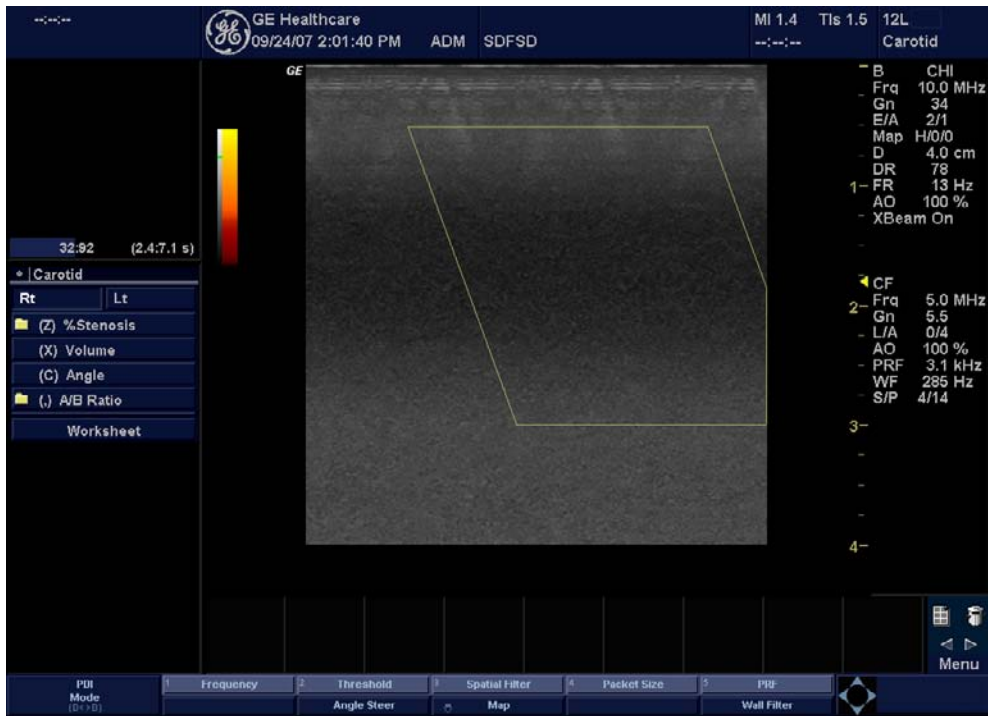 --:--:--
GE Healthcare
09/24/07 2:01:40 PM ADM SDFSD
MI 1.4 TIs 1.5
--:--:--
12L
Carotid
GE
B CHI
Frq 10.0 MHz
Gn 34
E/A 2/1
Map H/0/0
D 4.0 cm
DR 78
FR 13 Hz
AO 100 %
XBeam On
CF
Frq 5.0 MHz
Gn 5.5
L/A 0/4
AO 100 %
PRF 3.1 kHz
WF 285 Hz
S/P 4/14
1
2
3
4
32:92 (2.4:7.1 s)
Carotid
Rt Lt
(Z) %Stenosis
(X) Volume
(C) Angle
(,) A/B Ratio
Worksheet
Menu
PDI
Mode
(D<>B)
1 Frequency
2 Threshold
3 Spatial Filter
4 Packet Size
5 PRF
Angle Steer
Map
Wall Filter